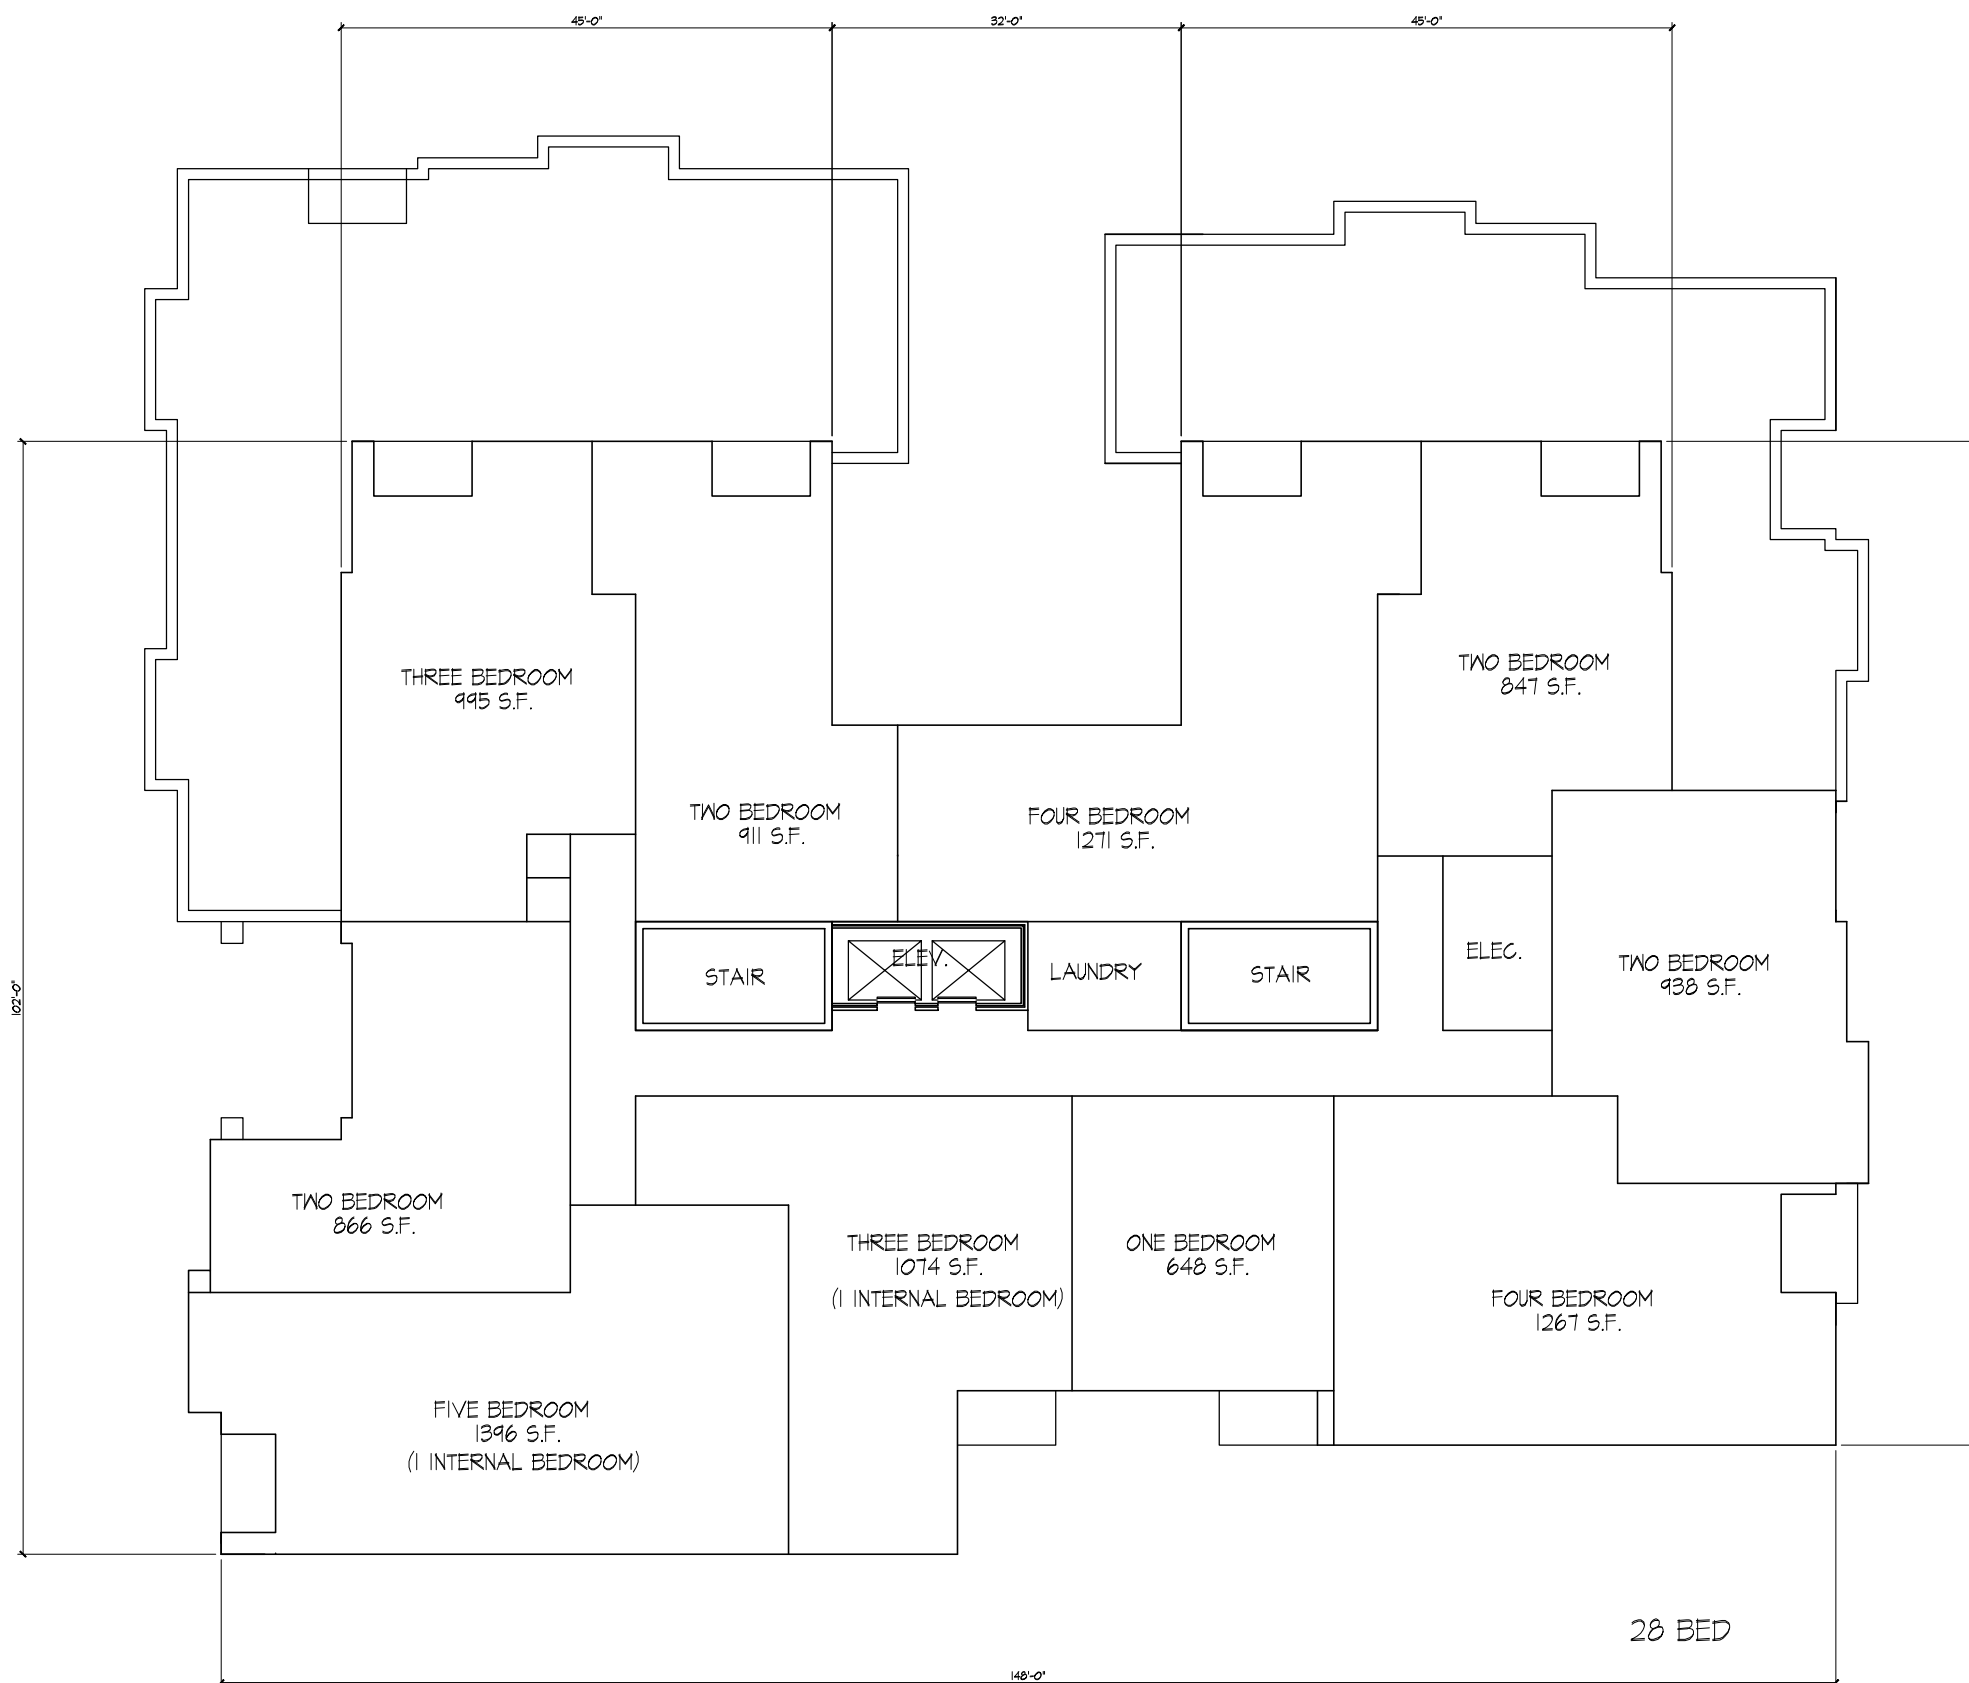 45'-0"
32'-0"
45'-0"
THREE BEDROOM
995 S.F.
TWO BEDROOM
847 S.F.
TWO BEDROOM
911 S.F.
FOUR BEDROOM
1271 S.F.
STAIR
ELEV.
LAUNDRY
STAIR
ELEC.
TWO BEDROOM
938 S.F.
102'-0"
TWO BEDROOM
866 S.F.
THREE BEDROOM
1074 S.F.
(1 INTERNAL BEDROOM)
ONE BEDROOM
648 S.F.
FOUR BEDROOM
1267 S.F.
FIVE BEDROOM
1396 S.F.
(1 INTERNAL BEDROOM)
28 BED
148'-0"